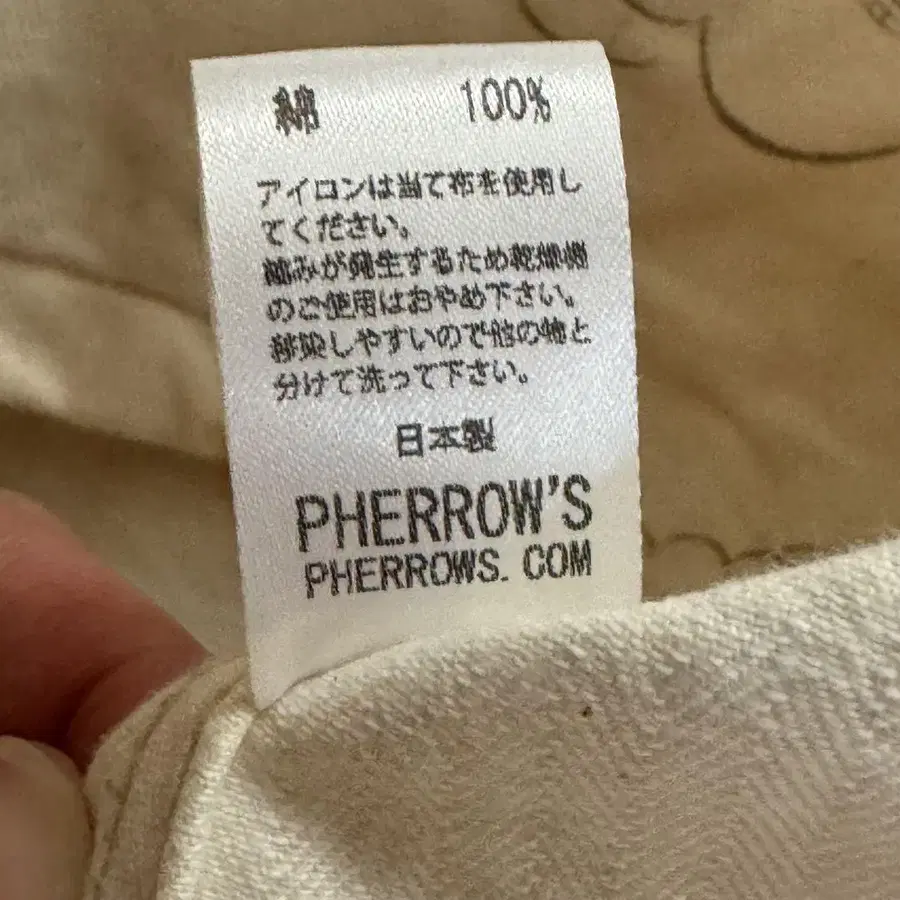 綿 100%
アイロンは当て布を使用し
てください。
縮みが発生するため乾燥機
のご使用はおやめ下さい。
移染しやすいので他の物と
分けて洗って下さい。
日本製
PHERROW'S
PHERROWS. COM